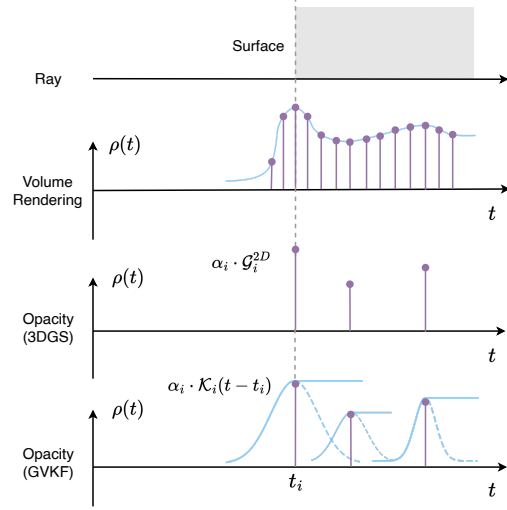 Surface
Ray
ρ(t)
Volume
Rendering
t
α_i · 𝒢_i^{2D}
ρ(t)
Opacity
(3DGS)
t
α_i · 𝒦_i(t − t_i)
ρ(t)
Opacity
(GVKF)
t_i
t